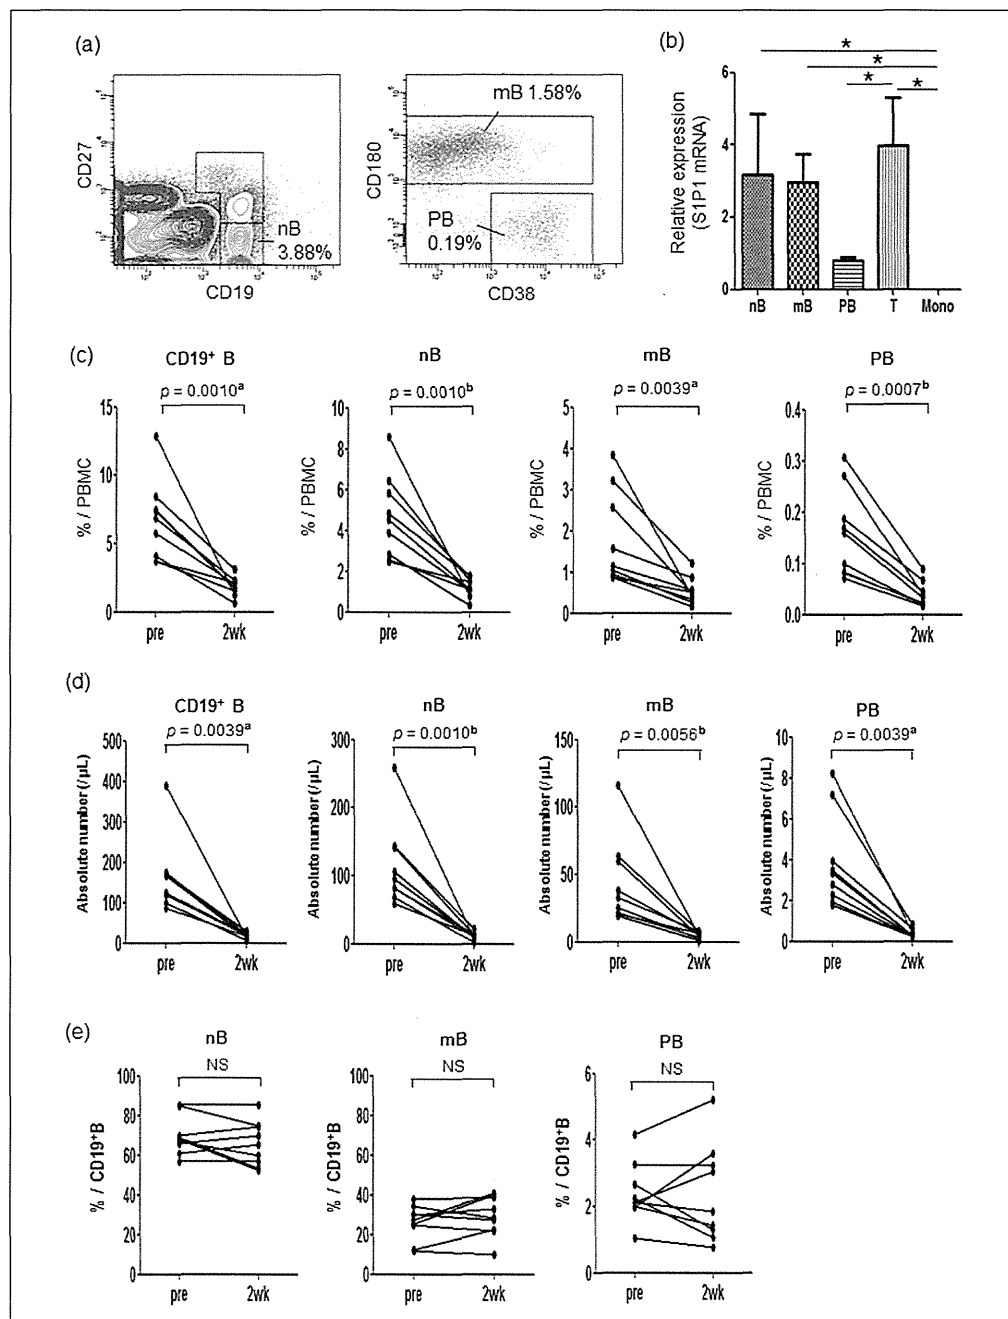 (a)
CD27
nB
3.88%
CD19
CD180
mB 1.58%
PB
0.19%
CD38
(b)
Relative expression
(S1P1 mRNA)
6
4
2
0
*
*
* *
nB mB PB T Mono
(c)
CD19+ B
p = 0.0010a
% / PBMC
15
10
5
0
pre 2wk
nB
p = 0.0010b
% / PBMC
10
8
6
4
2
0
pre 2wk
mB
p = 0.0039a
% / PBMC
5
4
3
2
1
0
pre 2wk
PB
p = 0.0007b
% / PBMC
0.4
0.3
0.2
0.1
0.0
pre 2wk
(d)
CD19+ B
p = 0.0039a
Absolute number (/µL)
500
400
300
200
100
0
pre 2wk
nB
p = 0.0010b
Absolute number (/µL)
300
200
100
0
pre 2wk
mB
p = 0.0056b
Absolute number (/µL)
150
100
50
0
pre 2wk
PB
p = 0.0039a
Absolute number (/µL)
10
8
6
4
2
0
pre 2wk
(e)
nB
NS
% / CD19+B
100
80
60
40
20
0
pre 2wk
mB
NS
% / CD19+B
100
80
60
40
20
0
pre 2wk
PB
NS
% / CD19+B
6
4
2
0
pre 2wk